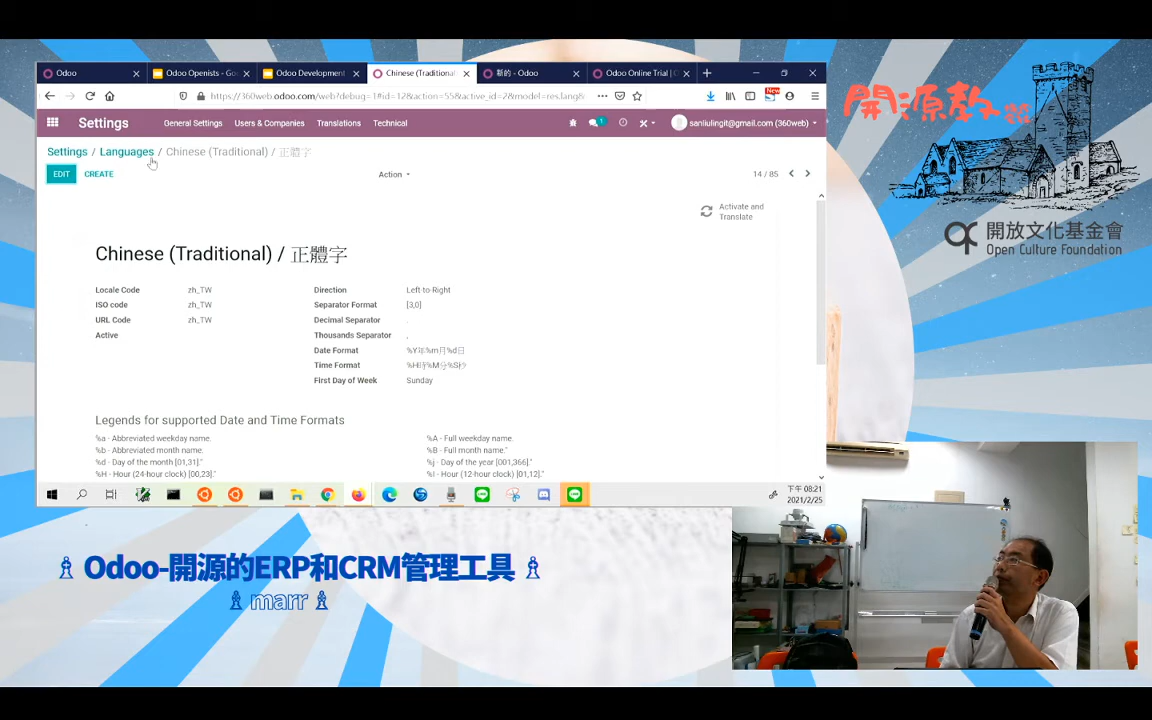 Odoo
Odoo Openists - Go
Odoo Development
Chinese (Traditional
新的 - Odoo
Odoo Online Trial |
https://360web.odoo.com/web?debug=1#id=12&action=55&active_id=2&model=res.lang&
New
Settings
General Settings
Users & Companies
Translations
Technical
1
sanliulingit@gmail.com (360web)
Settings / Languages / Chinese (Traditional) / 正體字
EDIT
CREATE
Action
14 / 85
Activate and
Translate
Chinese (Traditional) / 正體字
Locale Code zh_TW
ISO code zh_TW
URL Code zh_TW
Active
Direction Left-to-Right
Separator Format [3,0]
Decimal Separator .
Thousands Separator ,
Date Format %Y年%m月%d日
Time Format %H時%M分%S秒
First Day of Week Sunday
Legends for supported Date and Time Formats
%a - Abbreviated weekday name.
%b - Abbreviated month name.
%d - Day of the month [01,31]."
%H - Hour (24-hour clock) [00,23]."
%A - Full weekday name.
%B - Full month name."
%j - Day of the year [001,366]."
%I - Hour (12-hour clock) [01,12]."
下午 08:21
2021/2/25
開源教
開放文化基金會
Open Culture Foundation
Odoo-開源的ERP和CRM管理工具
marr